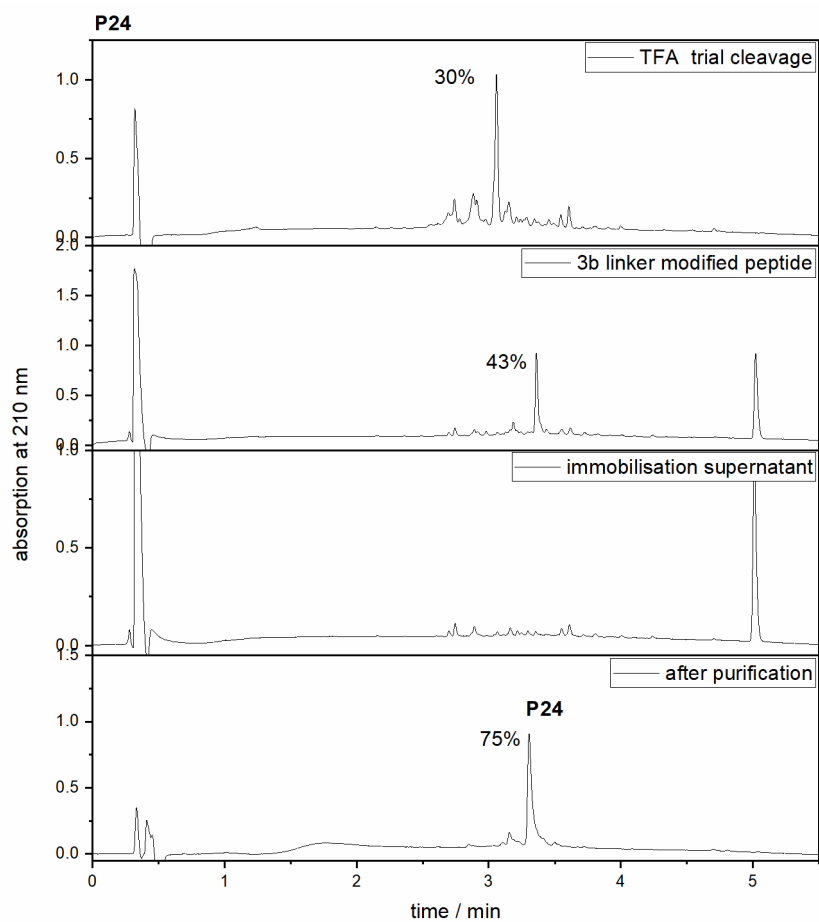 P24
TFA trial cleavage
30%
1.0
0.5
0.0
3b linker modified peptide
43%
2.0
1.5
1.0
0.5
0.0
immobilisation supernatant
1.0
0.5
0.0
after purification
P24
75%
1.5
1.0
0.5
0.0
0 1 2 3 4 5
time / min
absorption at 210 nm